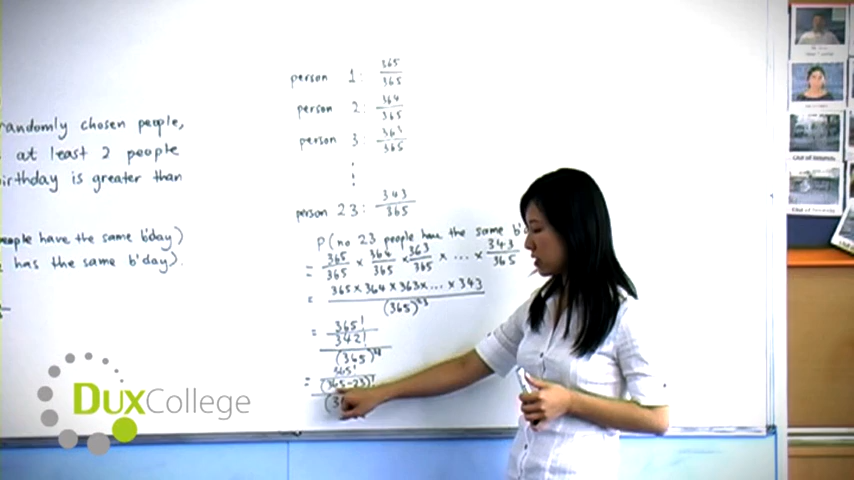 randomly chosen people,
at least 2 people
birthday is greater than
people have the same b'day)
has the same b'day).
person 1: 365/365
person 2: 364/365
person 3: 363/365
person 23: 343/365
P(no 23 people have the same b'd
= 365/365 × 364/365 × 363/365 × ... × 343/365
= 365 × 364 × 363 × ... × 343
(365)²³
= 365!
342!
(365)²³
= 365!
(365-23)!
(3
DuxCollege